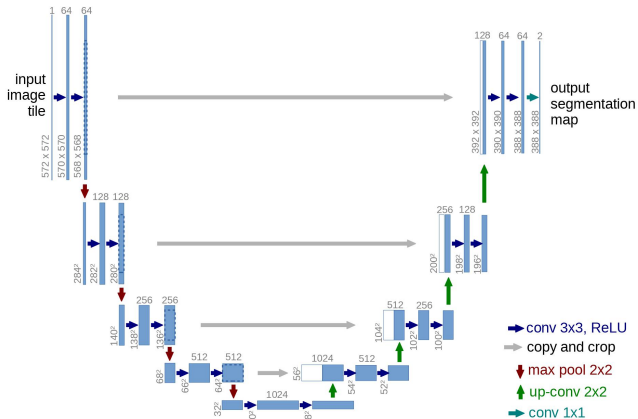 1 64 64
128 64 64 2
input
image
tile
output
segmentation
map
572 x 572
570 x 570
568 x 568
392 x 392
390 x 390
388 x 388
388 x 388
128 128
256 128
284²
282²
280²
200²
198²
196²
256 256
512 256
140²
138²
136²
104²
102²
100²
512 512
1024 512
68²
66²
64²
56²
54²
52²
1024
32²
conv 3x3, ReLU
copy and crop
max pool 2x2
up-conv 2x2
conv 1x1